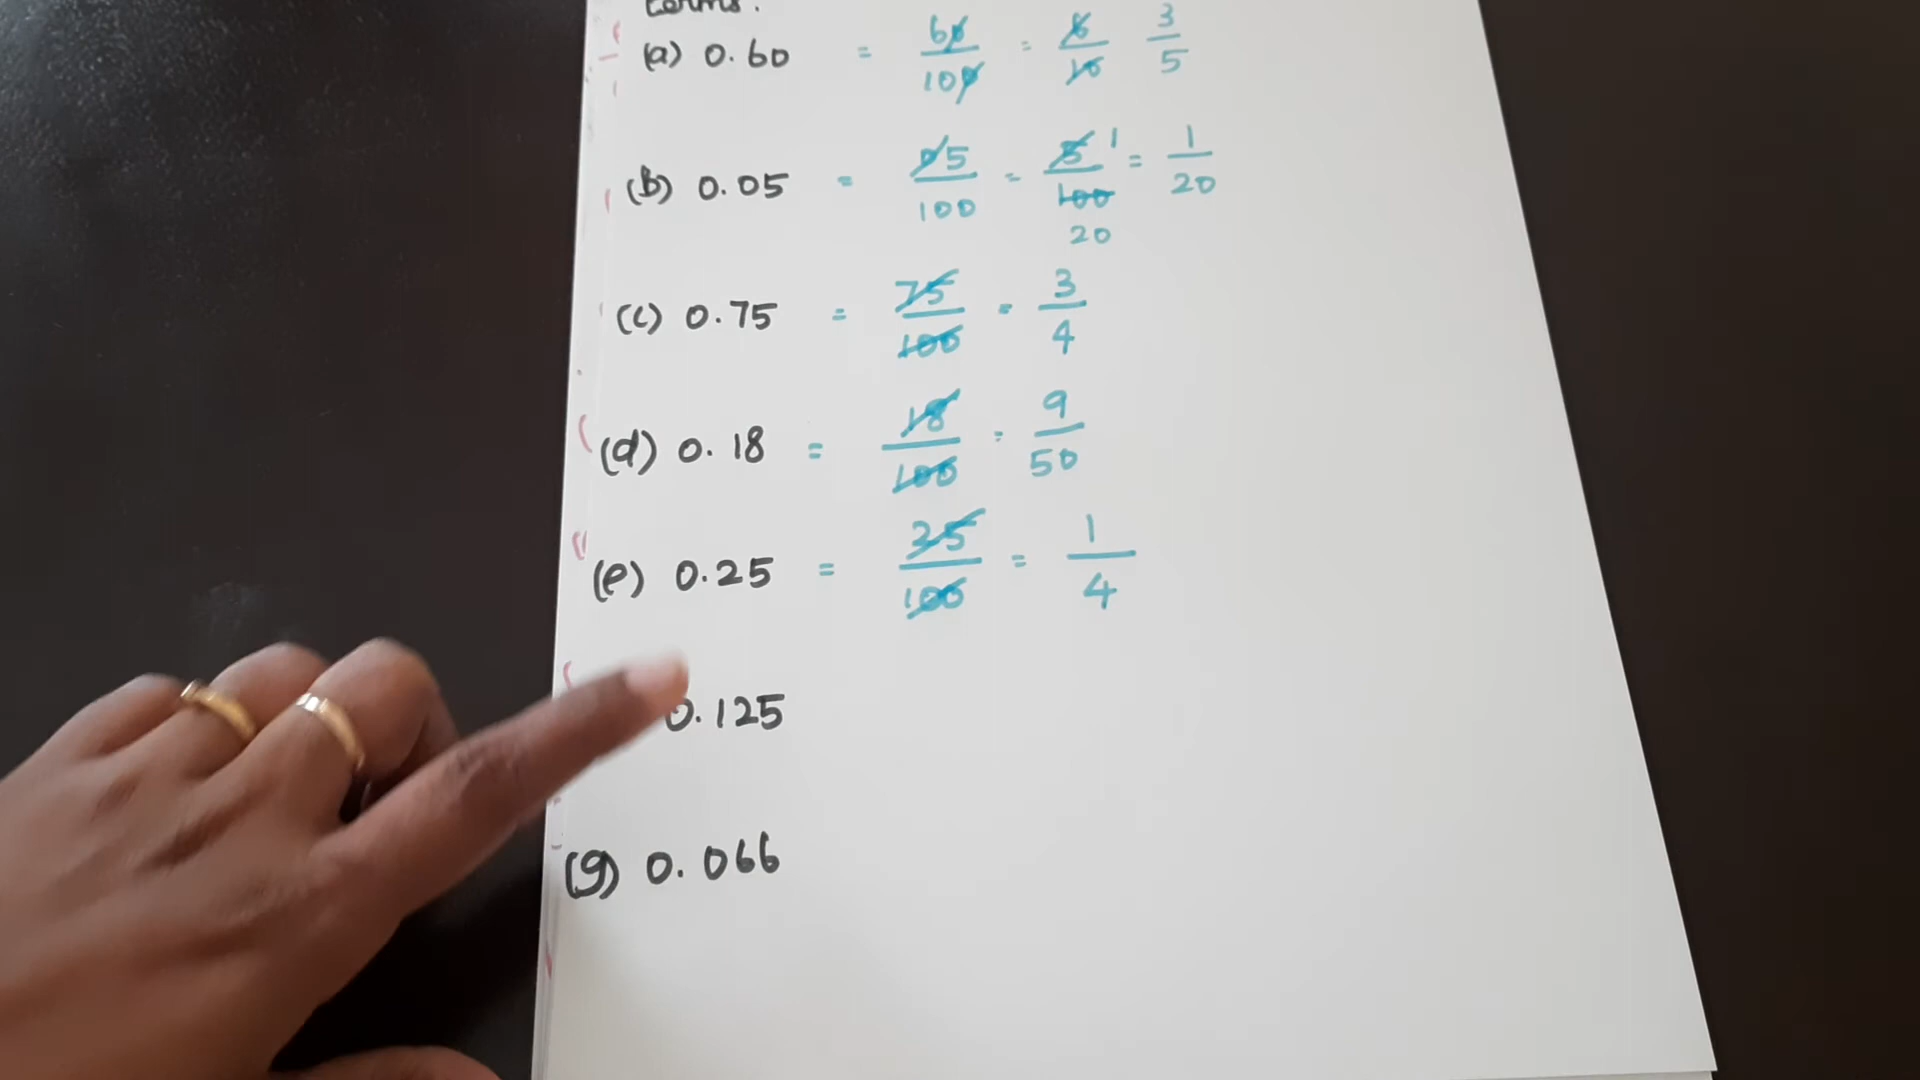 terms.
(a) 0.60 = 60/100 = 6/10 3/5
(b) 0.05 = 05/100 = 5/100 1 20 = 1/20
(c) 0.75 = 75/100 = 3/4
(d) 0.18 = 18/100 = 9/50
(e) 0.25 = 25/100 = 1/4
0.125
(g) 0.066